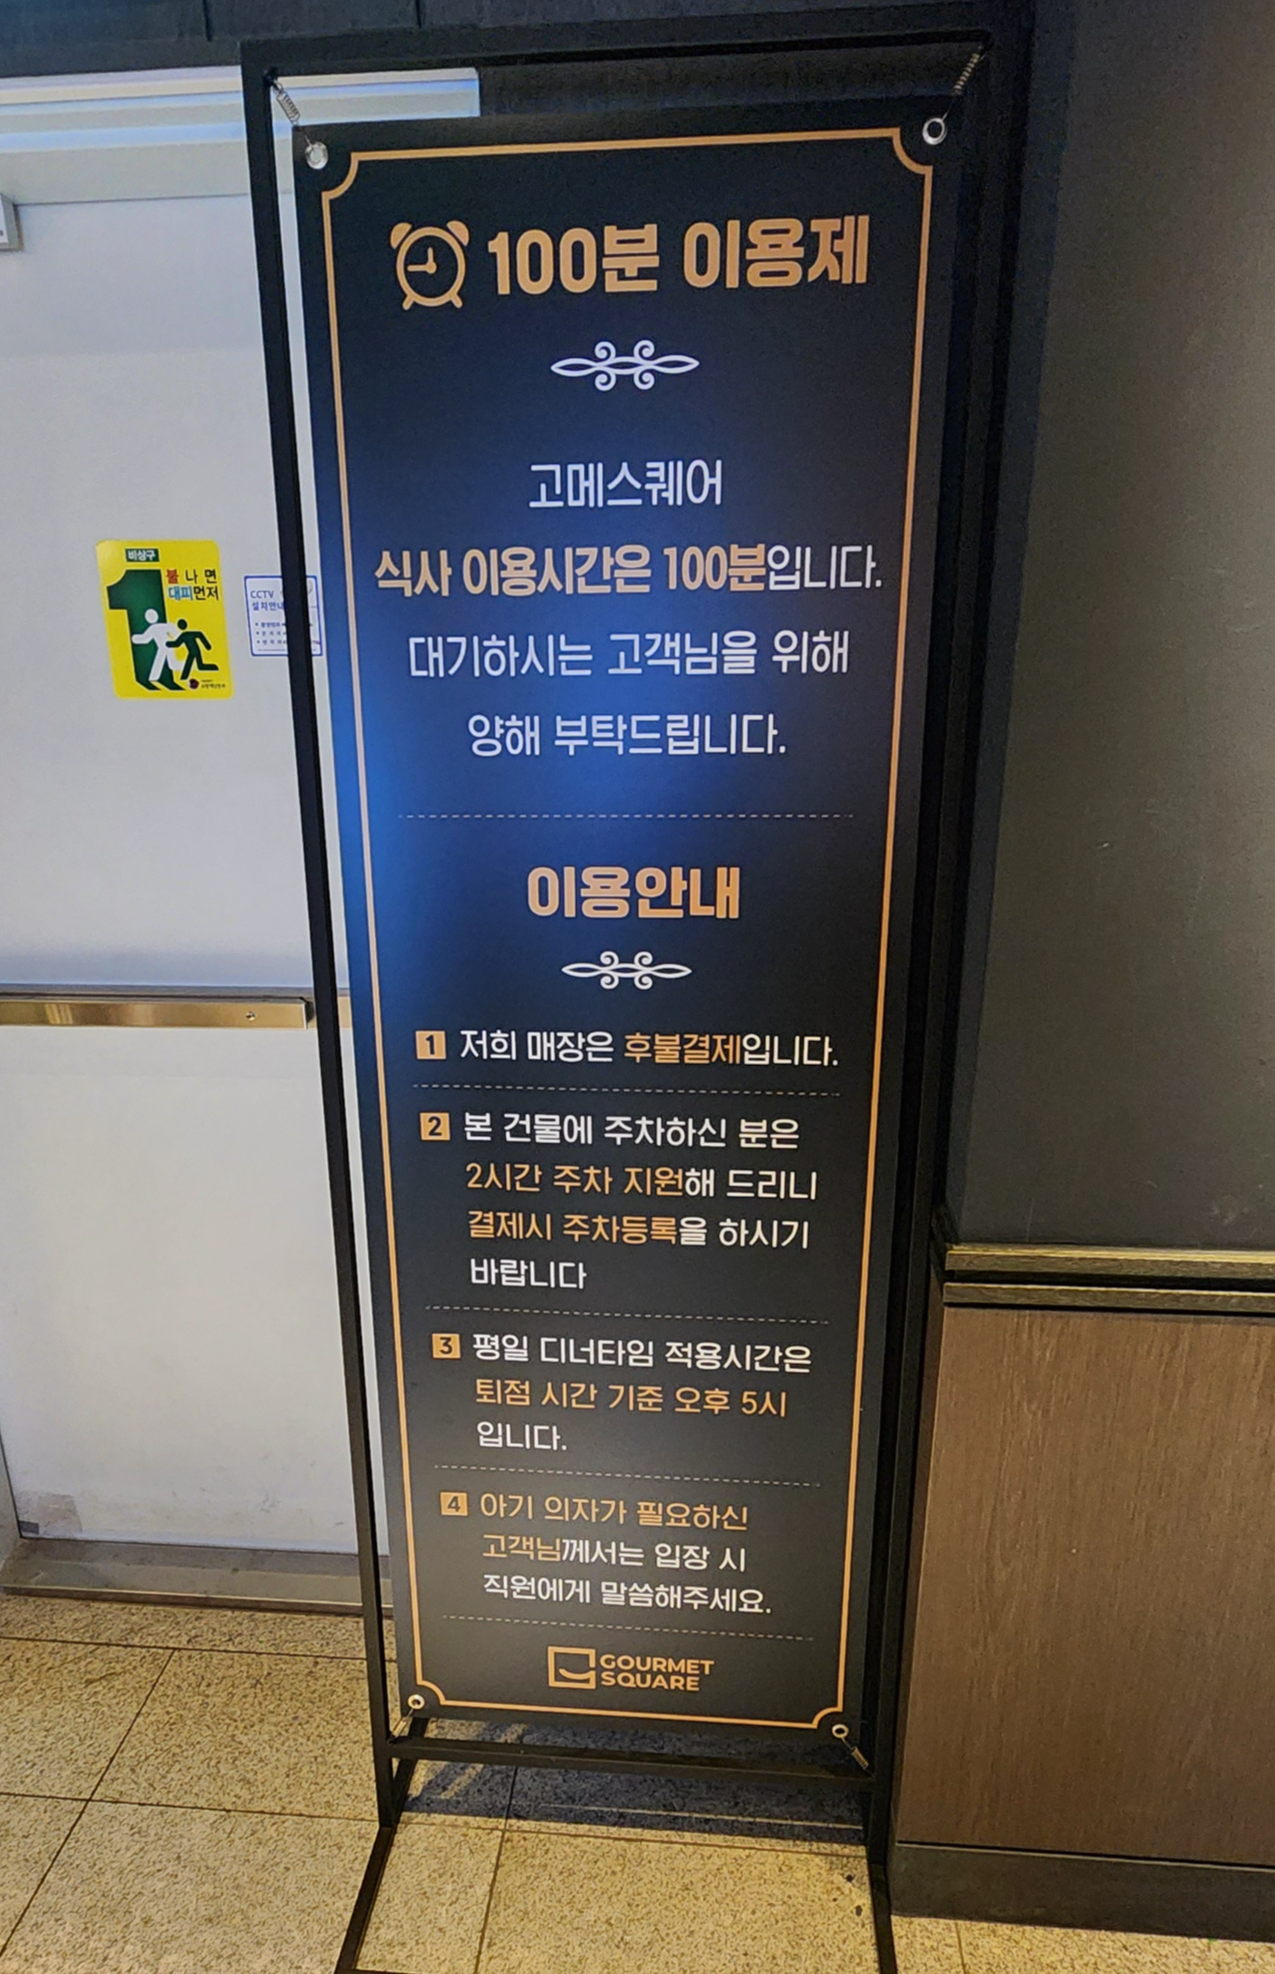 100분 이용제
고메스퀘어
식사 이용시간은 100분입니다.
대기하시는 고객님을 위해
양해 부탁드립니다.
이용안내
1 저희 매장은 후불결제입니다.
2 본 건물에 주차하신 분은
2시간 주차 지원해 드리니
결제시 주차등록을 하시기
바랍니다
3 평일 디너타임 적용시간은
퇴점 시간 기준 오후 5시
입니다.
4 아기 의자가 필요하신
고객님께서는 입장 시
직원에게 말씀해주세요.
GOURMET
SQUARE
비상구
불나면
대피먼저
CCTV
설치안내